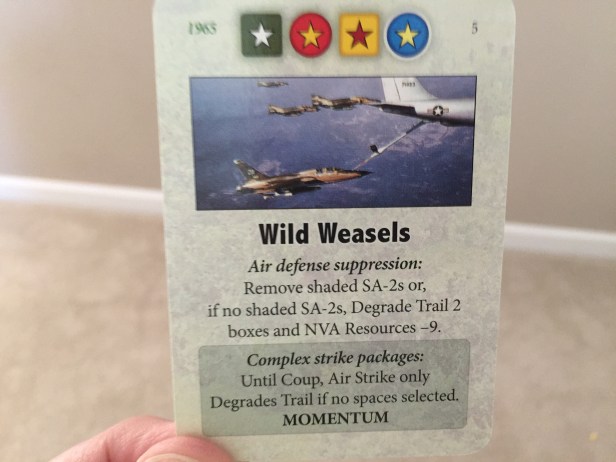 1965 5
Wild Weasels
Air defense suppression:
Remove shaded SA-2s or,
if no shaded SA-2s, Degrade Trail 2
boxes and NVA Resources –9.
Complex strike packages:
Until Coup, Air Strike only
Degrades Trail if no spaces selected.
MOMENTUM